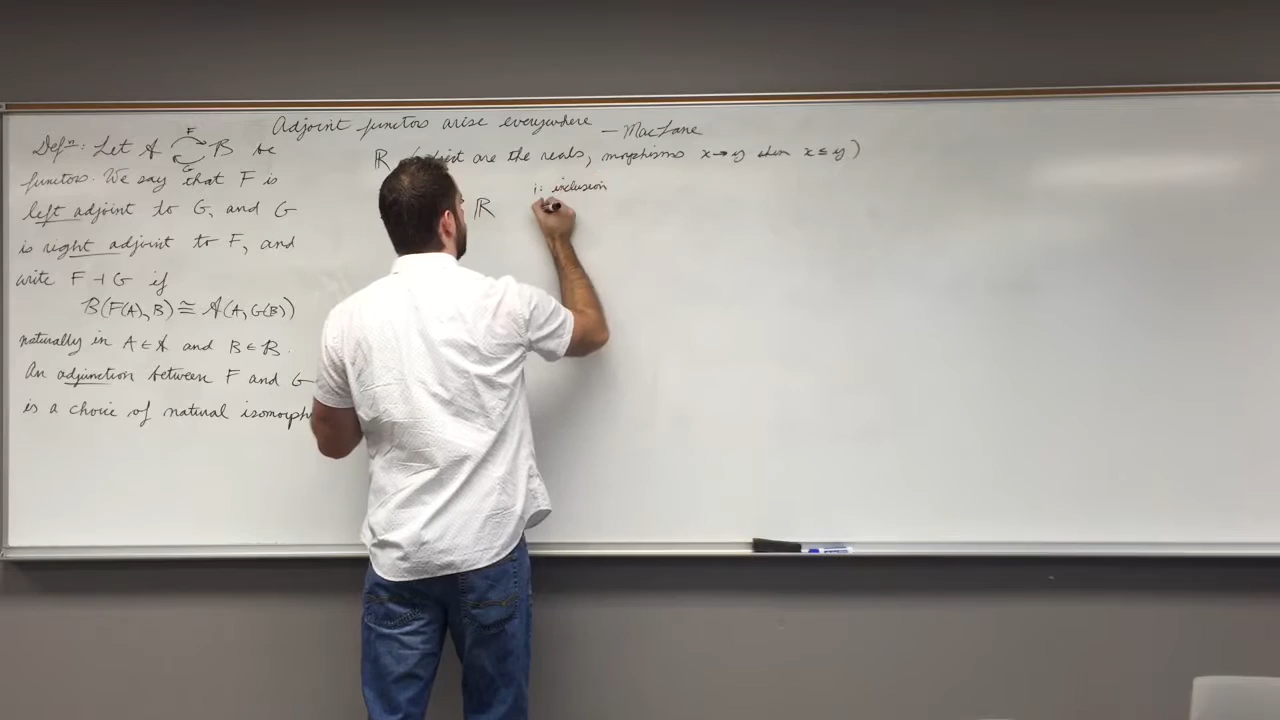 Adjoint functors arise everywhere — MacLane
Defⁿ: Let 𝒜 F G ℬ be
functors. We say that F is
left adjoint to G, and G
is right adjoint to F, and
write F ⊣ G if
ℬ(F(A), B) ≅ 𝒜(A, G(B))
naturally in A ∈ 𝒜 and B ∈ ℬ.
An adjunction between F and G
is a choice of natural isomorph
ℝ are the reals, morphisms x → y when x ≤ y)
i: inclusion
ℝ